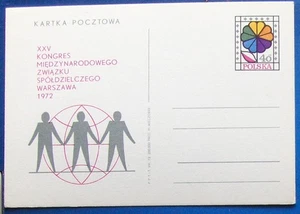 KARTKA POCZTOWA
XXV
KONGRES
MIĘDZYNARODOWEGO
ZWIĄZKU
SPÓŁDZIELCZEGO
WARSZAWA
1972
40
POLSKA